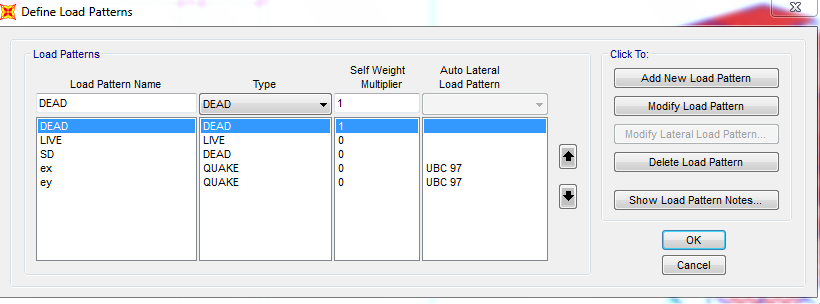 Define Load Patterns
Load Patterns
Load Pattern Name Type Self Weight Multiplier Auto Lateral Load Pattern
DEAD DEAD 1
DEAD DEAD 1
LIVE LIVE 0
SD DEAD 0
ex QUAKE 0 UBC 97
ey QUAKE 0 UBC 97
Click To:
Add New Load Pattern
Modify Load Pattern
Modify Lateral Load Pattern...
Delete Load Pattern
Show Load Pattern Notes...
OK
Cancel